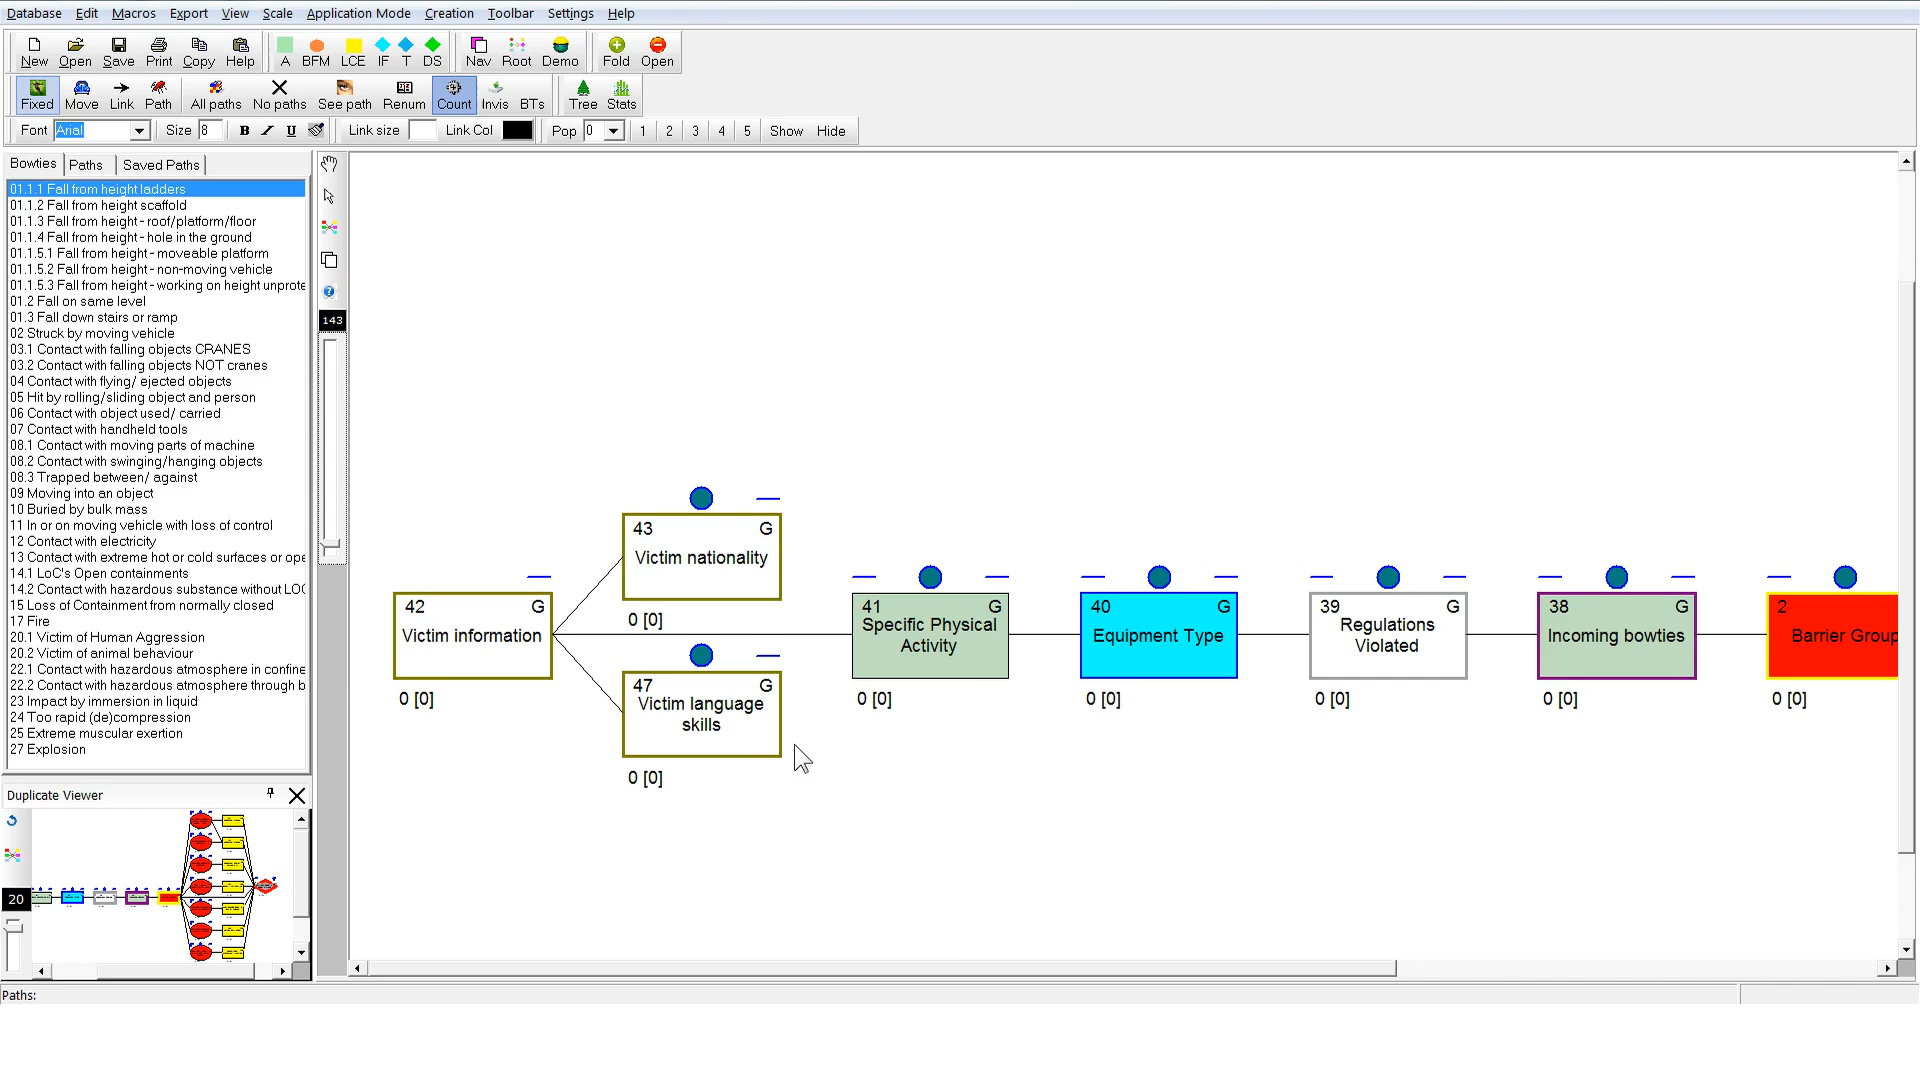 Database Edit Macros Export View Scale Application Mode Creation Toolbar Settings Help
New Open Save Print Copy Help A BFM LCE IF T DS Nav Root Demo Fold Open
Fixed Move Link Path All paths No paths See path Renum Count Invis BTs Tree Stats
Font Arial Size 8 B I U Link size Link Col Pop 0 1 2 3 4 5 Show Hide
Bowties Paths Saved Paths
01.1.1 Fall from height ladders
01.1.2 Fall from height scaffold
01.1.3 Fall from height - roof/platform/floor
01.1.4 Fall from height - hole in the ground
01.1.5.1 Fall from height - moveable platform
01.1.5.2 Fall from height - non-moving vehicle
01.1.5.3 Fall from height - working on height unprote
01.2 Fall on same level
01.3 Fall down stairs or ramp
02 Struck by moving vehicle
03.1 Contact with falling objects CRANES
03.2 Contact with falling objects NOT cranes
04 Contact with flying/ ejected objects
05 Hit by rolling/sliding object and person
06 Contact with object used/ carried
07 Contact with handheld tools
08.1 Contact with moving parts of machine
08.2 Contact with swinging/hanging objects
08.3 Trapped between/ against
09 Moving into an object
10 Buried by bulk mass
11 In or on moving vehicle with loss of control
12 Contact with electricity
13 Contact with extreme hot or cold surfaces or ope
14.1 LoC's Open containments
14.2 Contact with hazardous substance without LOC
15 Loss of Containment from normally closed
17 Fire
20.1 Victim of Human Aggression
20.2 Victim of animal behaviour
22.1 Contact with hazardous atmosphere in confine
22.2 Contact with hazardous atmosphere through b
23 Impact by immersion in liquid
24 Too rapid (de)compression
25 Extreme muscular exertion
27 Explosion
143
42 G
Victim information
0 [0]
43 G
Victim nationality
0 [0]
47 G
Victim language
skills
0 [0]
41 G
Specific Physical
Activity
0 [0]
40 G
Equipment Type
0 [0]
39 G
Regulations
Violated
0 [0]
38 G
Incoming bowties
0 [0]
2
Barrier Group
0 [0]
Duplicate Viewer
20
Paths: